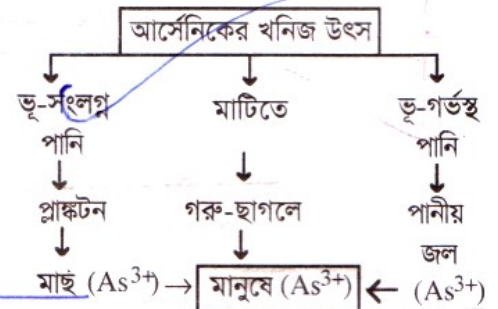 আর্সেনিকের খনিজ উৎস
ভূ-সংলগ্ন পানি
মাটিতে
ভূ-গর্ভস্থ পানি
প্লাঙ্কটন
গরু-ছাগলে
পানীয় জল
মাছ (As³⁺)
মানুষে (As³⁺)
(As³⁺)